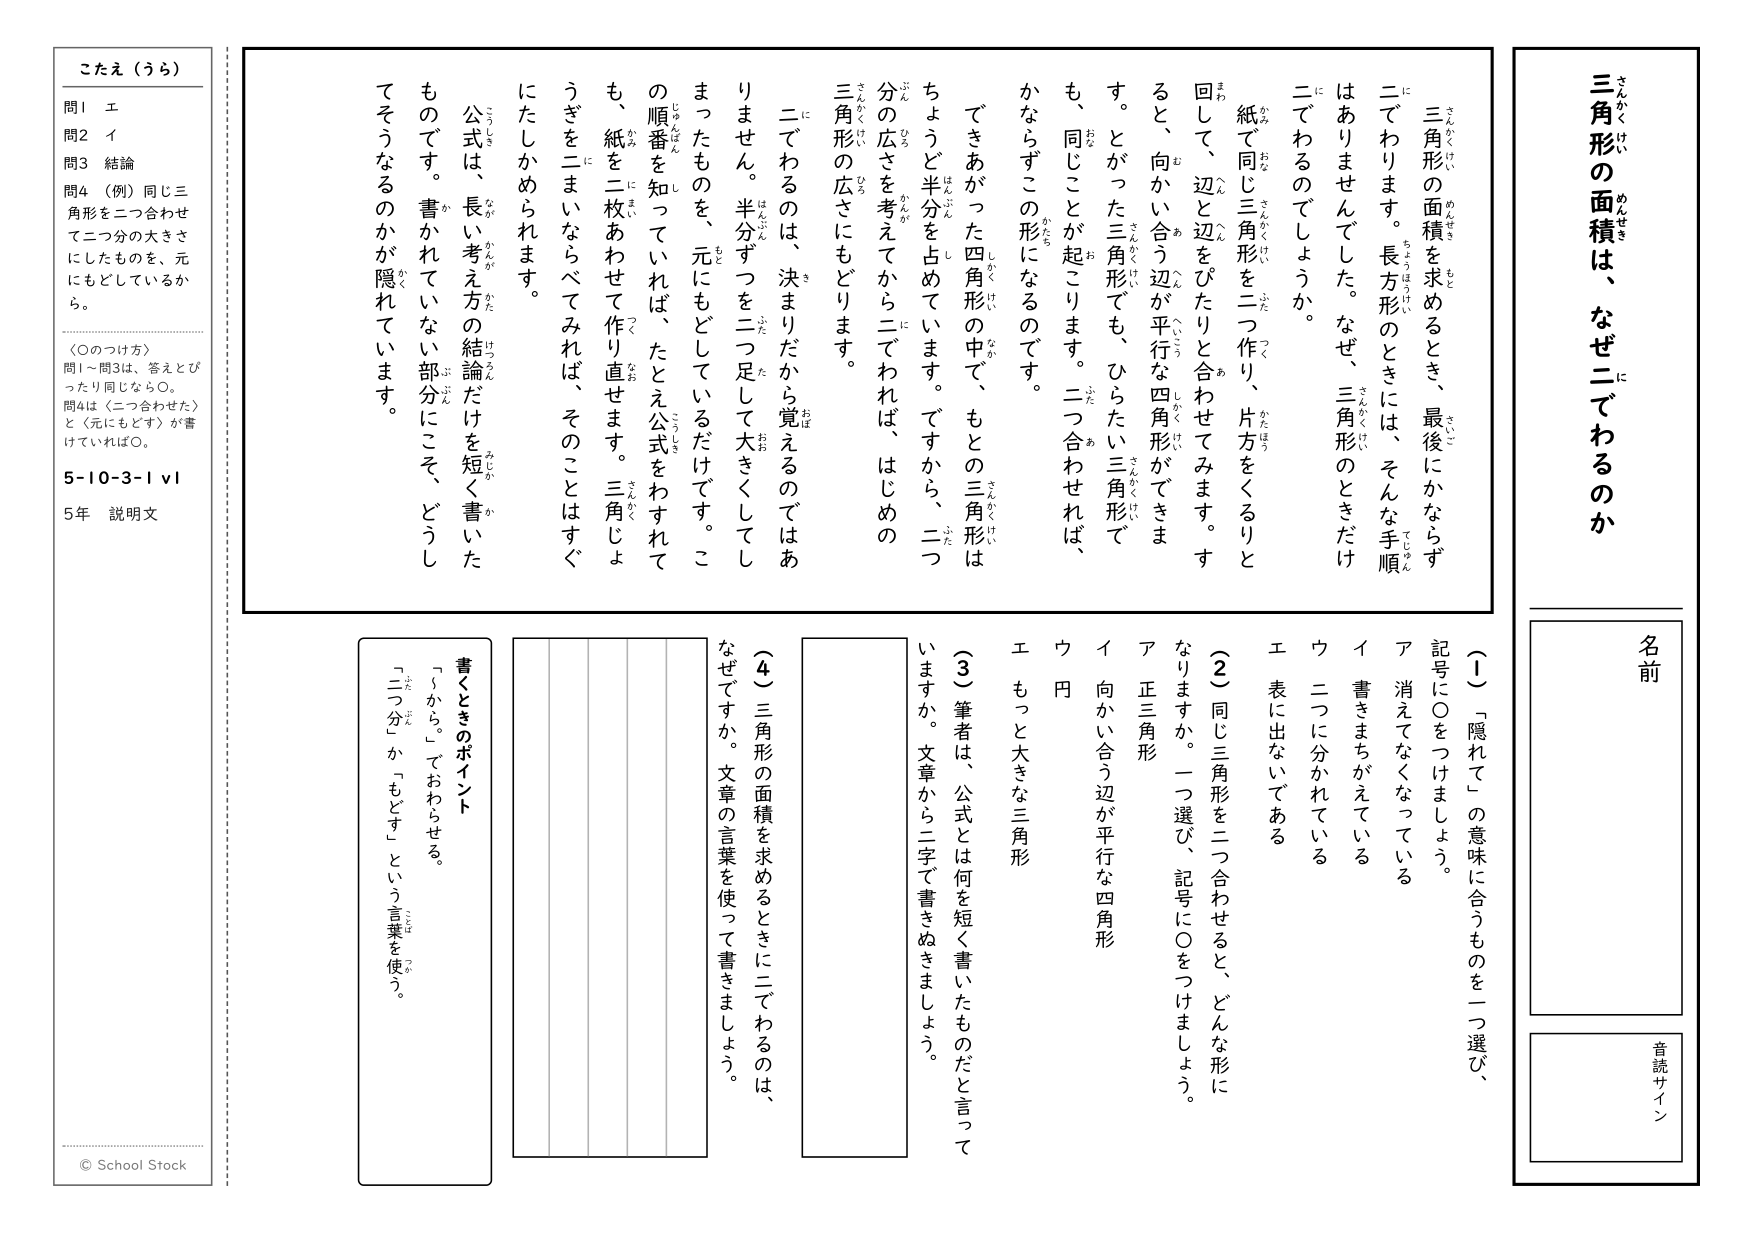 三角形の面積は、なぜ二でわるのか
名前
音読サイン
三角形の面積を求めるとき、最後にかならず
二でわります。長方形のときには、そんな手順
はありませんでした。なぜ、三角形のときだけ
二でわるのでしょうか。
紙で同じ三角形を二つ作り、片方をくるりと
回して、辺と辺をぴたりと合わせてみます。す
ると、向かい合う辺が平行な四角形ができま
す。とがった三角形でも、ひらたい三角形で
も、同じことが起こります。二つ合わせれば、
かならずこの形になるのです。
できあがった四角形の中で、もとの三角形は
ちょうど半分を占めています。ですから、二つ
分の広さを考えてから二でわれば、はじめの
三角形の広さにもどります。
二でわるのは、決まりだから覚えるのではあ
りません。半分ずつを二つ足して大きくしてし
まったものを、元にもどしているだけです。こ
の順番を知っていれば、たとえ公式をわすれて
も、紙を二枚あわせて作り直せます。三角じょ
うぎを二まいならべてみれば、そのことはすぐ
にたしかめられます。
公式は、長い考え方の結論だけを短く書いた
ものです。書かれていない部分にこそ、どうし
てそうなるのかが隠れています。
(1)「隠れて」の意味に合うものを一つ選び、
記号に○をつけましょう。
ア 消えてなくなっている
イ 書きまちがえている
ウ 二つに分かれている
エ 表に出ないである
(2)同じ三角形を二つ合わせると、どんな形に
なりますか。一つ選び、記号に○をつけましょう。
ア 正三角形
イ 向かい合う辺が平行な四角形
ウ 円
エ もっと大きな三角形
(3)筆者は、公式とは何を短く書いたものだと言って
いますか。文章から二字で書きぬきましょう。
(4)三角形の面積を求めるときに二でわるのは、
なぜですか。文章の言葉を使って書きましょう。
書くときのポイント
「～から。」でおわらせる。
「二つ分」か「もどす」という言葉を使う。
こたえ（うら）
問1 エ
問2 イ
問3 結論
問4 （例）同じ三
角形を二つ合わせ
て二つ分の大きさ
にしたものを、元
にもどしているか
ら。
〈○のつけ方〉
問1～問3は、答えとぴ
ったり同じなら○。
問4は〈二つ合わせた〉
と〈元にもどす〉が書
けていれば○。
5-10-3-1 v1
5年 説明文
© School Stock